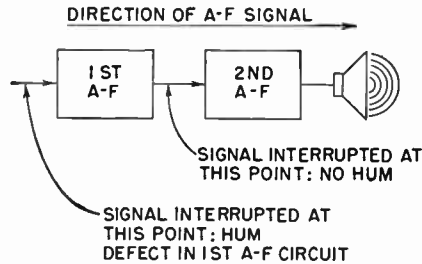 DIRECTION OF A-F SIGNAL
1ST
A-F
2ND
A-F
SIGNAL INTERRUPTED AT
THIS POINT: NO HUM
SIGNAL INTERRUPTED AT
THIS POINT: HUM
DEFECT IN 1ST A-F CIRCUIT